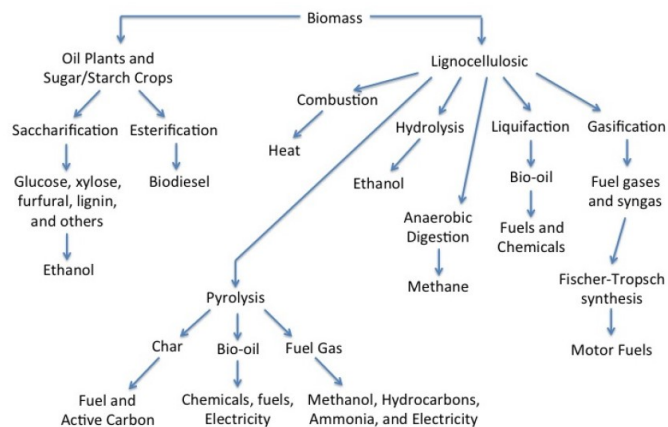 Biomass
Oil Plants and
Sugar/Starch Crops
Lignocellulosic
Combustion
Saccharification
Esterification
Hydrolysis
Liquifaction
Gasification
Heat
Glucose, xylose,
furfural, lignin,
and others
Biodiesel
Ethanol
Bio-oil
Fuel gases
and syngas
Anaerobic
Digestion
Fuels and
Chemicals
Ethanol
Methane
Fischer-Tropsch
synthesis
Pyrolysis
Char
Bio-oil
Fuel Gas
Motor Fuels
Fuel and
Active Carbon
Chemicals, fuels,
Electricity
Methanol, Hydrocarbons,
Ammonia, and Electricity